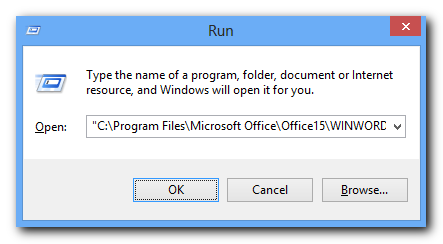 Run
Type the name of a program, folder, document or Internet
resource, and Windows will open it for you.
Open: "C:\Program Files\Microsoft Office\Office15\WINWORD
OK Cancel Browse...